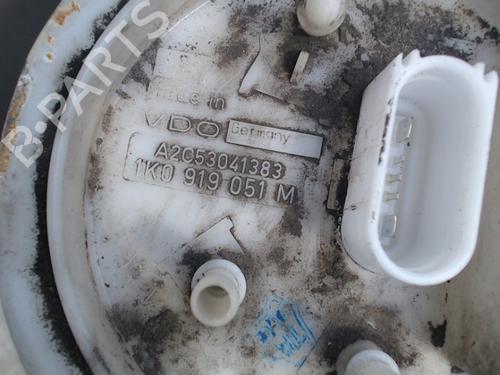 B-PARTS
Made in
VDO Germany
A2C53041383
1K0 919 051 M